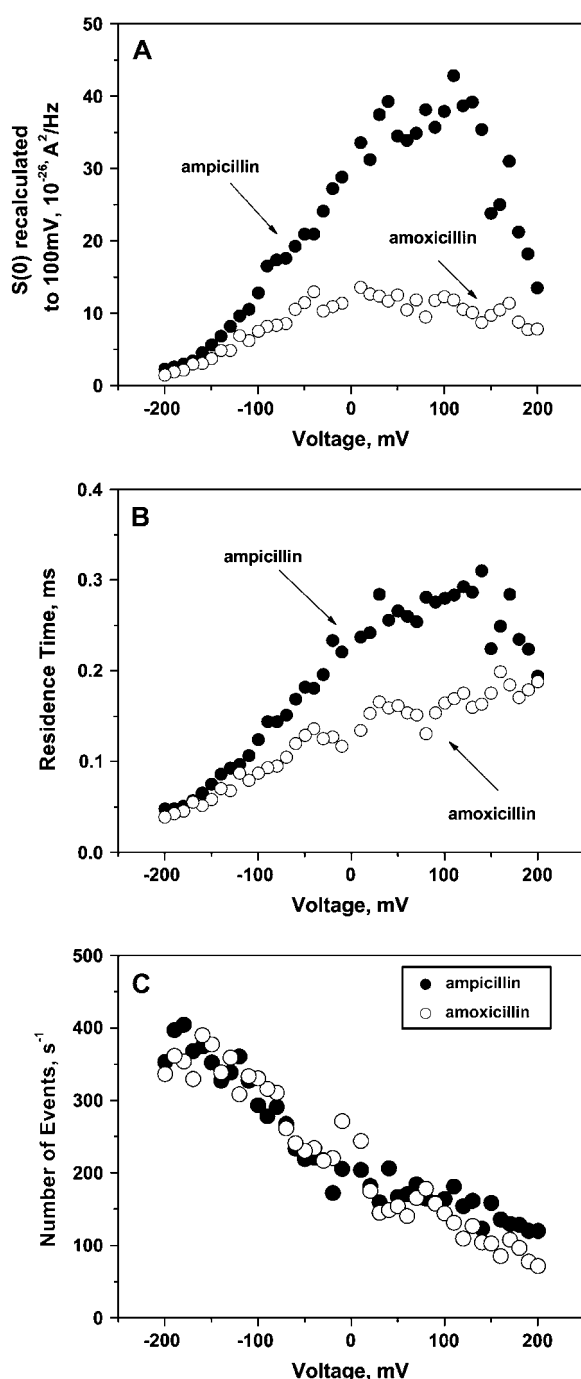 A
S(0) recalculated
to 100mV, 10⁻²⁶, A²/Hz
50
40
30
20
10
0
ampicillin
amoxicillin
-200 -100 0 100 200
Voltage, mV
B
Residence Time, ms
0.4
0.3
0.2
0.1
0.0
ampicillin
amoxicillin
-200 -100 0 100 200
Voltage, mV
C
Number of Events, s⁻¹
500
400
300
200
100
0
ampicillin
amoxicillin
-200 -100 0 100 200
Voltage, mV